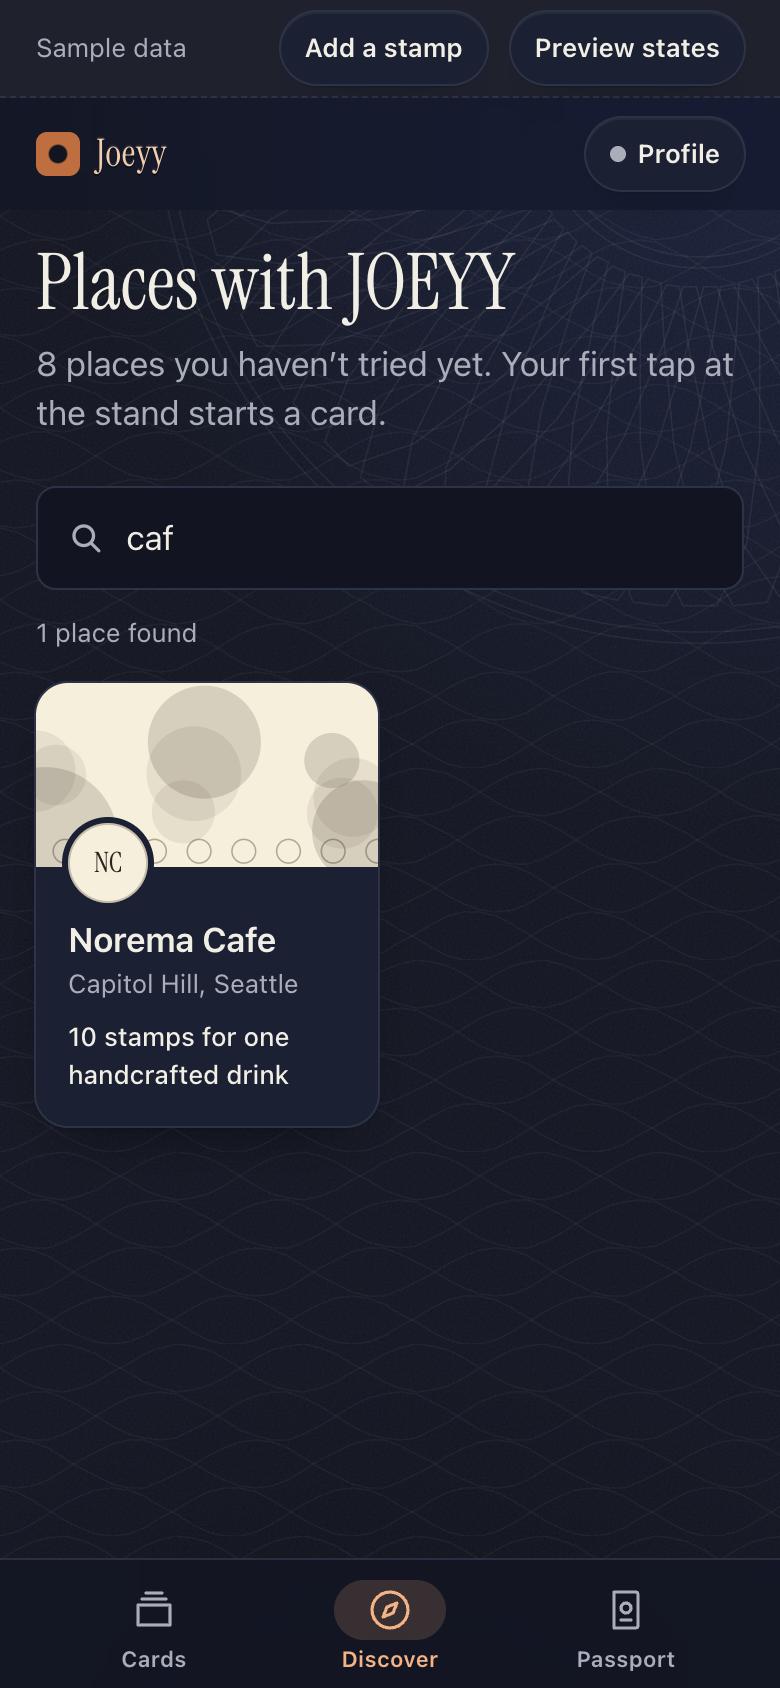 Sample data
Add a stamp
Preview states
Joeyy
Profile
Places with JOEYY
8 places you haven’t tried yet. Your first tap at
the stand starts a card.
caf
1 place found
NC
Norema Cafe
Capitol Hill, Seattle
10 stamps for one
handcrafted drink
Cards
Discover
Passport